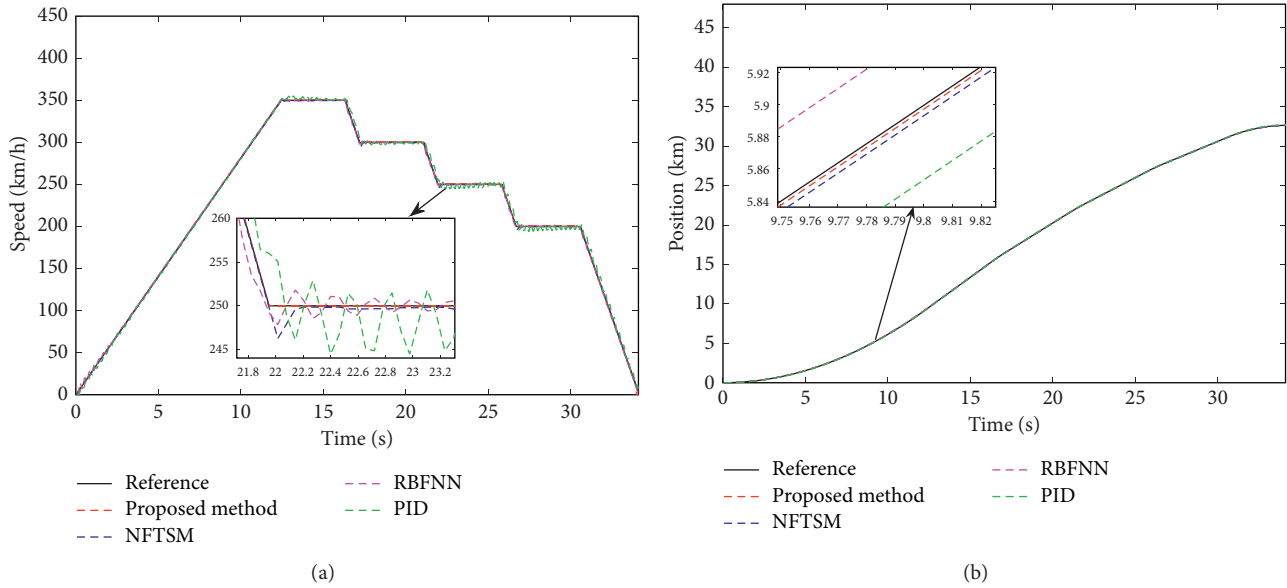 450
400
350
300
250
200
150
100
50
0
Speed (km/h)
260
255
250
245
21.8 22 22.2 22.4 22.6 22.8 23 23.2
0 5 10 15 20 25 30
Time (s)
Reference
Proposed method
NFTSM
RBFNN
PID
(a)
45
40
35
30
25
20
15
10
5
0
Position (km)
5.92
5.9
5.88
5.86
5.84
9.75 9.76 9.77 9.78 9.79 9.8 9.81 9.82
0 5 10 15 20 25 30
Time (s)
Reference
Proposed method
NFTSM
RBFNN
PID
(b)